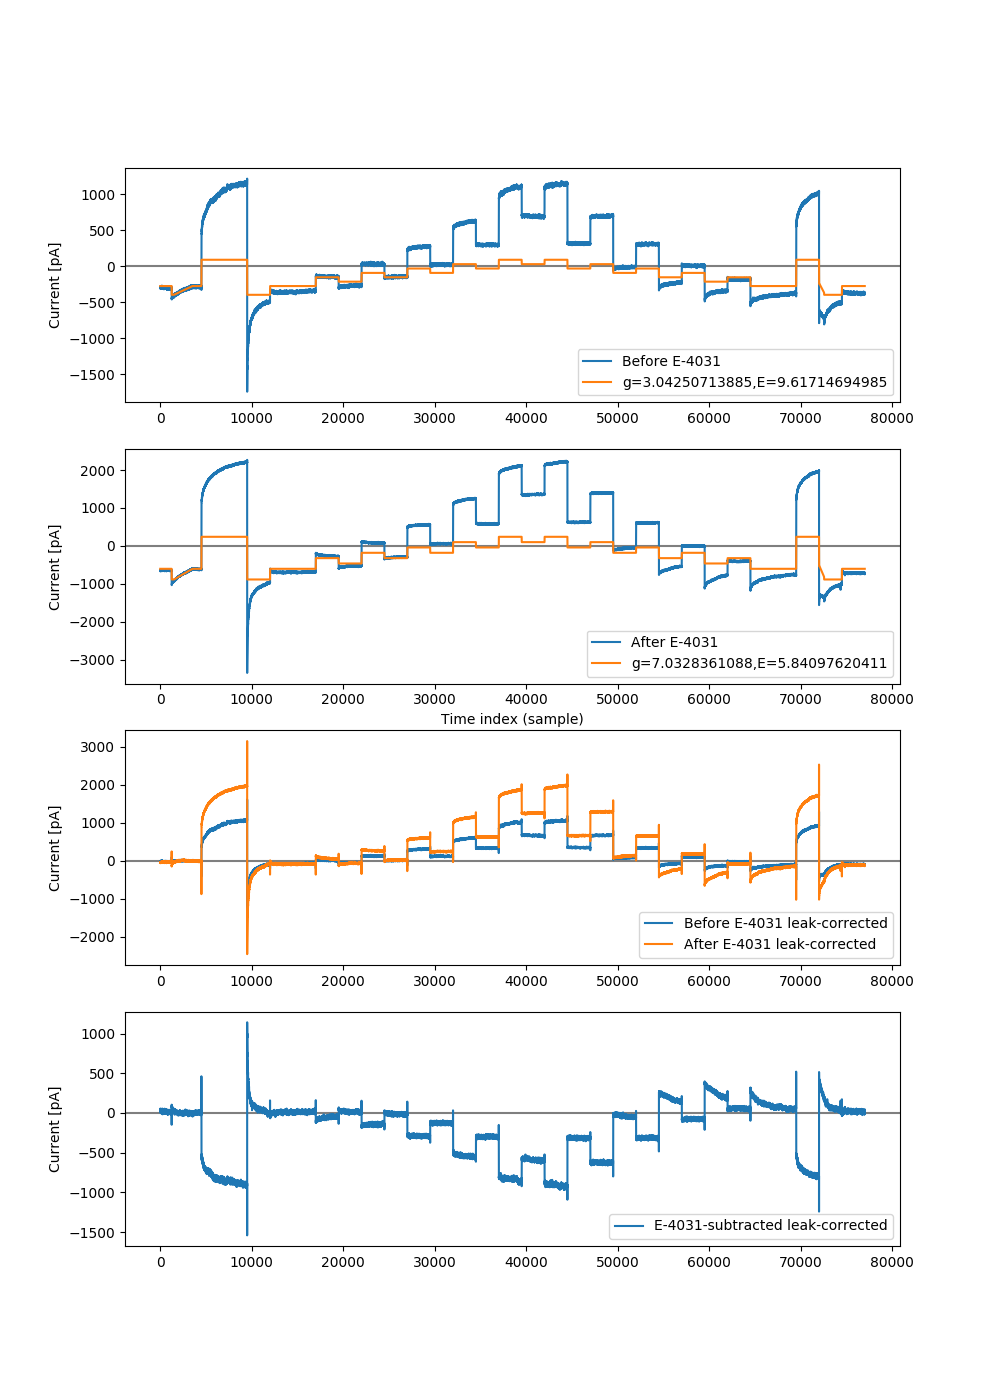 1000
500
0
−500
−1000
−1500
Current [pA]
Before E-4031
g=3.04250713885,E=9.61714694985
0 10000 20000 30000 40000 50000 60000 70000 80000
2000
1000
0
−1000
−2000
−3000
Current [pA]
After E-4031
g=7.0328361088,E=5.84097620411
0 10000 20000 30000 40000 50000 60000 70000 80000
Time index (sample)
3000
2000
1000
0
−1000
−2000
Current [pA]
Before E-4031 leak-corrected
After E-4031 leak-corrected
0 10000 20000 30000 40000 50000 60000 70000 80000
1000
500
0
−500
−1000
−1500
Current [pA]
E-4031-subtracted leak-corrected
0 10000 20000 30000 40000 50000 60000 70000 80000